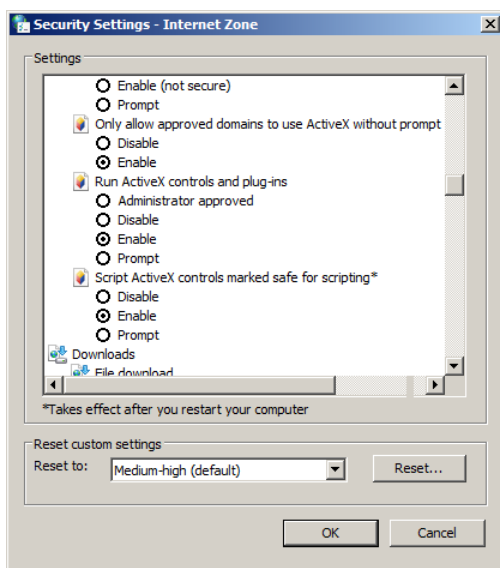 Security Settings - Internet Zone
Settings
Enable (not secure)
Prompt
Only allow approved domains to use ActiveX without prompt
Disable
Enable
Run ActiveX controls and plug-ins
Administrator approved
Disable
Enable
Prompt
Script ActiveX controls marked safe for scripting*
Disable
Enable
Prompt
Downloads
File download
*Takes effect after you restart your computer
Reset custom settings
Reset to: Medium-high (default) Reset...
OK Cancel